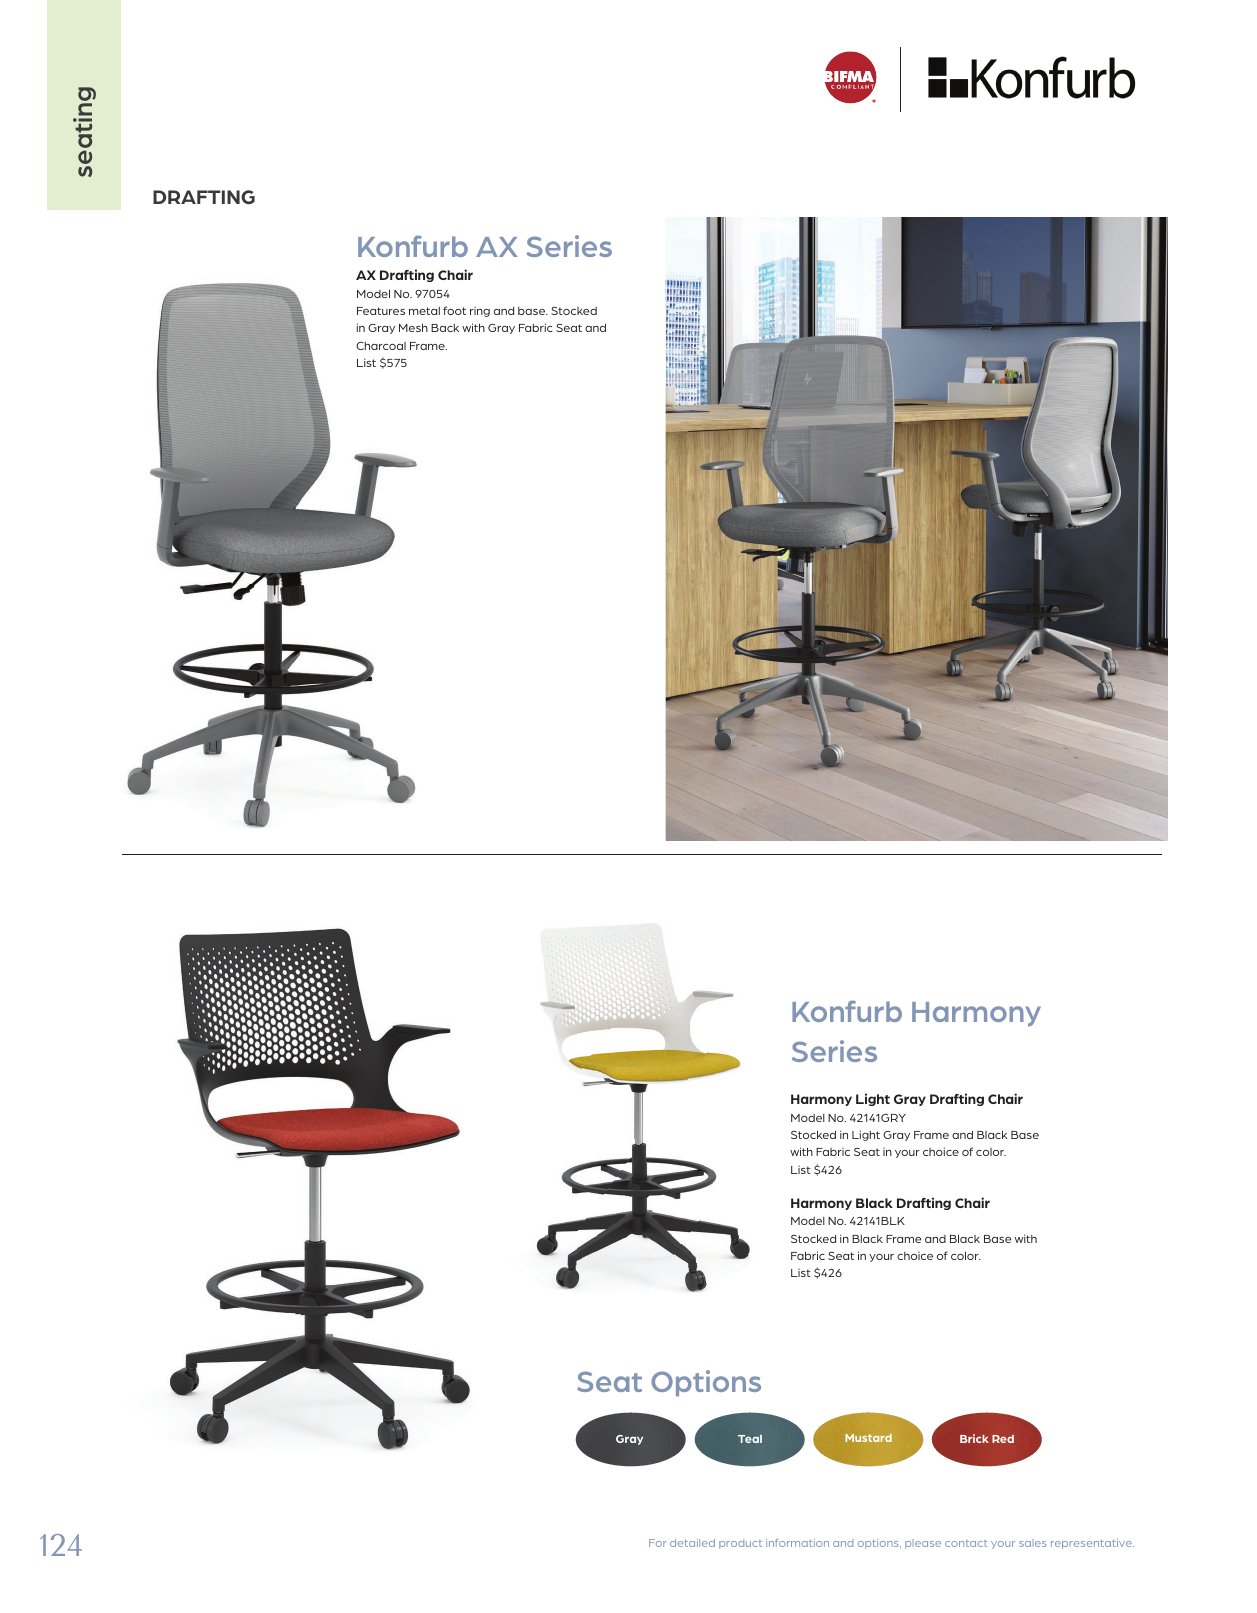 seating
BIFMA
COMPLIANT
Konfurb
DRAFTING
Konfurb AX Series
AX Drafting Chair
Model No. 97054
Features metal foot ring and base. Stocked
in Gray Mesh Back with Gray Fabric Seat and
Charcoal Frame.
List $575
hp
Konfurb Harmony
Series
Harmony Light Gray Drafting Chair
Model No. 42141GRY
Stocked in Light Gray Frame and Black Base
with Fabric Seat in your choice of color.
List $426
Harmony Black Drafting Chair
Model No. 42141BLK
Stocked in Black Frame and Black Base with
Fabric Seat in your choice of color.
List $426
Seat Options
Gray
Teal
Mustard
Brick Red
124
For detailed product information and options, please contact your sales representative.